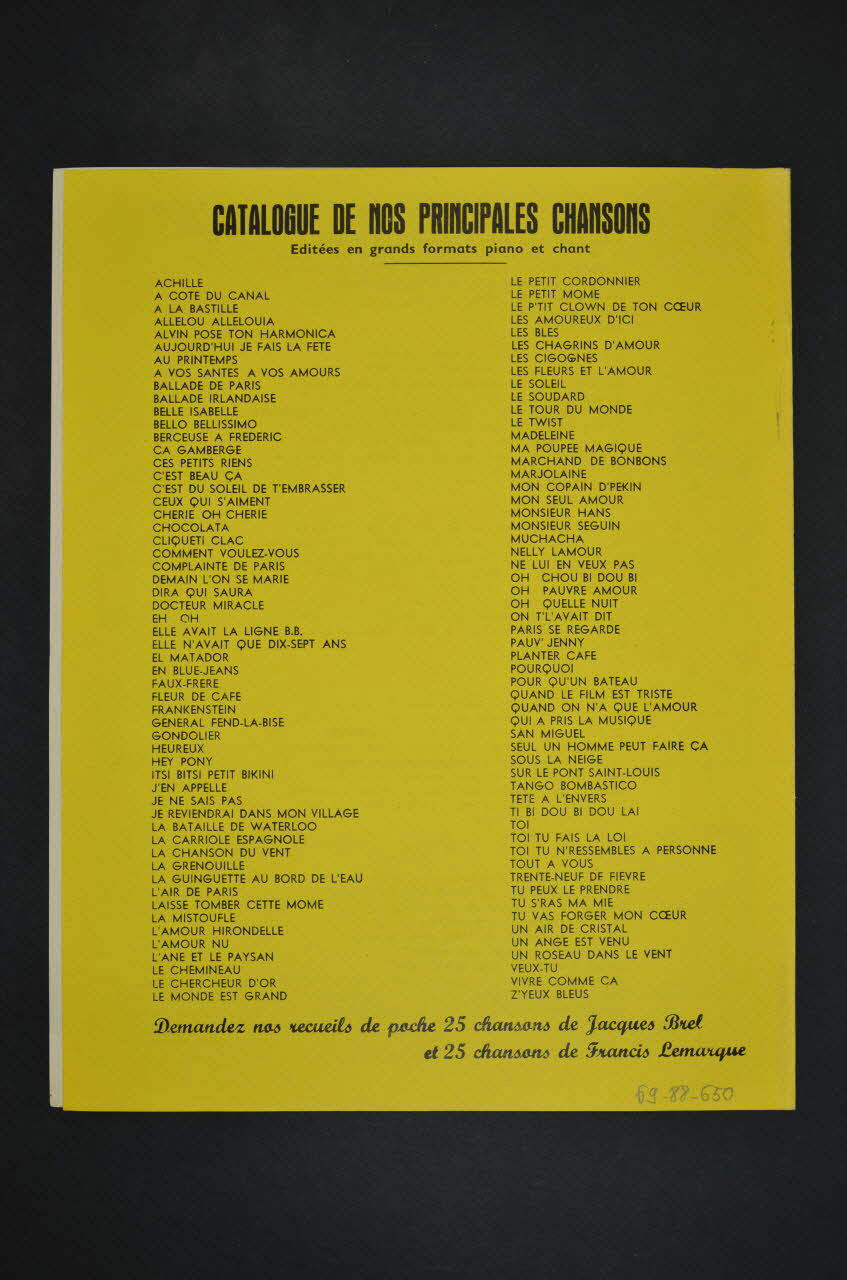 CATALOGUE DE NOS PRINCIPALES CHANSONS
Editées en grands formats piano et chant
ACHILLE
A COTE DU CANAL
A LA BASTILLE
ALLELOU ALLELOUIA
ALVIN POSE TON HARMONICA
AUJOURD'HUI JE FAIS LA FETE
AU PRINTEMPS
A VOS SANTES A VOS AMOURS
BALLADE DE PARIS
BALLADE IRLANDAISE
BELLE ISABELLE
BELLO BELLISSIMO
BERCEUSE A FREDERIC
CA GAMBERGE
CES PETITS RIENS
C'EST BEAU ÇA
C'EST DU SOLEIL DE T'EMBRASSER
CEUX QUI S'AIMENT
CHERIE OH CHERIE
CHOCOLATA
CLIQUETi CLAC
COMMENT VOULEZ-VOUS
COMPLAINTE DE PARIS
DEMAIN L'ON SE MARIE
DIRA QUI SAURA
DOCTEUR MIRACLE
EH OH
ELLE AVAIT LA LIGNE B.B.
ELLE N'AVAIT QUE DIX-SEPT ANS
EL MATADOR
EN BLUE-JEANS
FAUX-FRERE
FLEUR DE CAFE
FRANKENSTEIN
GENERAL FEND-LA-BISE
GONDOLIER
HEUREUX
HEY PONY
ITSI BITSI PETIT BIKINI
J'EN APPELLE
JE NE SAIS PAS
JE REVIENDRAI DANS MON VILLAGE
LA BATAILLE DE WATERLOO
LA CARRIOLE ESPAGNOLE
LA CHANSON DU VENT
LA GRENOUILLE
LA GUINGUETTE AU BORD DE L'EAU
L'AIR DE PARIS
LAISSE TOMBER CETTE MOME
LA MISTOUFLE
L'AMOUR HIRONDELLE
L'AMOUR NU
L'ANE ET LE PAYSAN
LE CHEMINEAU
LE CHERCHEUR D'OR
LE MONDE EST GRAND
LE PETIT CORDONNIER
LE PETIT MOME
LE P'TIT CLOWN DE TON CŒUR
LES AMOUREUX D'ICI
LES BLES
LES CHAGRINS D'AMOUR
LES CIGOGNES
LES FLEURS ET L'AMOUR
LE SOLEIL
LE SOUDARD
LE TOUR DU MONDE
LE TWIST
MADELEINE
MA POUPEE MAGIQUE
MARCHAND DE BONBONS
MARJOLAINE
MON COPAIN D'PEKIN
MON SEUL AMOUR
MONSIEUR HANS
MONSIEUR SEGUIN
MUCHACHA
NELLY LAMOUR
NE LUI EN VEUX PAS
OH CHOU BI DOU BI
OH PAUVRE AMOUR
OH QUELLE NUIT
ON T'L'AVAIT DIT
PARIS SE REGARDE
PAUV' JENNY
PLANTER CAFE
POURQUOI
POUR QU'UN BATEAU
QUAND LE FILM EST TRISTE
QUAND ON N'A QUE L'AMOUR
QUI A PRIS LA MUSIQUE
SAN MIGUEL
SEUL UN HOMME PEUT FAIRE ÇA
SOUS LA NEIGE
SUR LE PONT SAINT-LOUIS
TANGO BOMBASTICO
TETE A L'ENVERS
TI BI DOU BI DOU LAI
TOI
TOI TU FAIS LA LOI
TOI TU N'RESSEMBLES A PERSONNE
TOUT A VOUS
TRENTE-NEUF DE FIEVRE
TU PEUX LE PRENDRE
TU S'RAS MA MIE
TU VAS FORGER MON CŒUR
UN AIR DE CRISTAL
UN ANGE EST VENU
UN ROSEAU DANS LE VENT
VEUX-TU
VIVRE COMME CA
Z'YEUX BLEUS
Demandez nos recueils de poche 25 chansons de Jacques Brel
et 25 chansons de Francis Lemarque
69-88-650